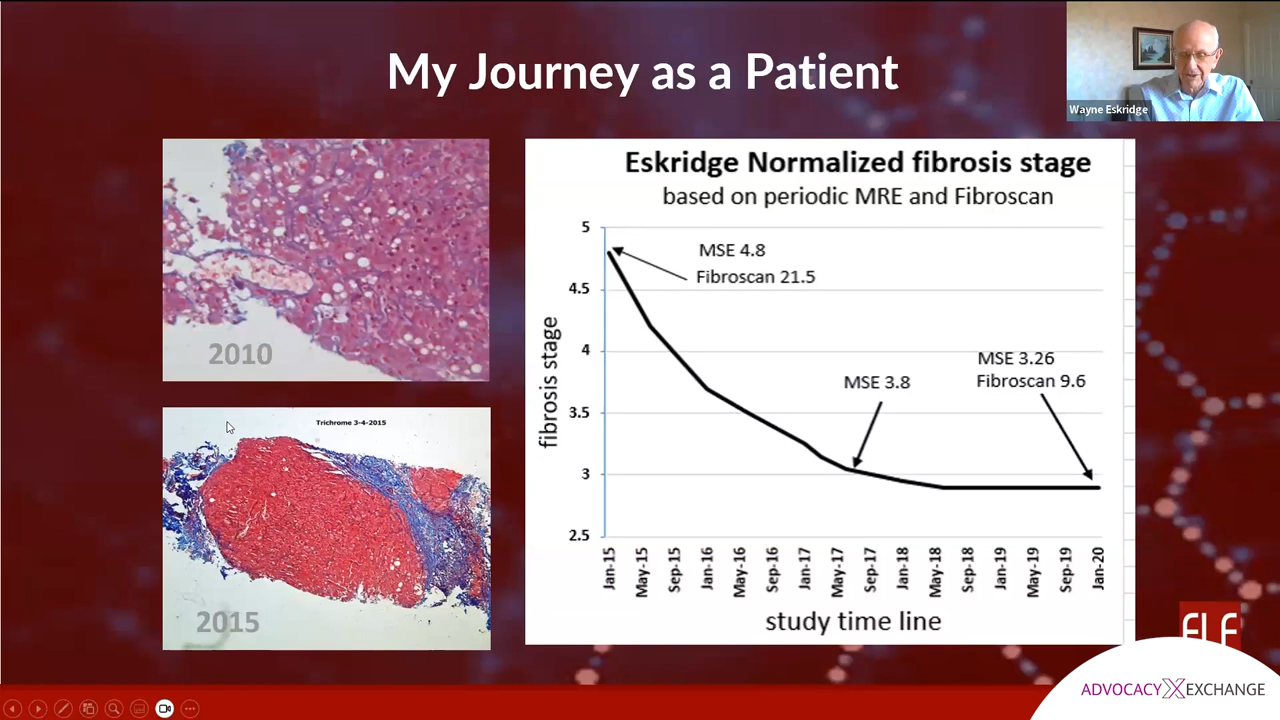 My Journey as a Patient
Wayne Eskridge
2010
Trichrome 3-4-2015
2015
Eskridge Normalized fibrosis stage
based on periodic MRE and Fibroscan
fibrosis stage
5
4.5
4
3.5
3
2.5
MSE 4.8
Fibroscan 21.5
MSE 3.8
MSE 3.26
Fibroscan 9.6
Jan-15
May-15
Sep-15
Jan-16
May-16
Sep-16
Jan-17
May-17
Sep-17
Jan-18
May-18
Sep-18
Jan-19
May-19
Sep-19
Jan-20
study time line
ADVOCACY EXCHANGE